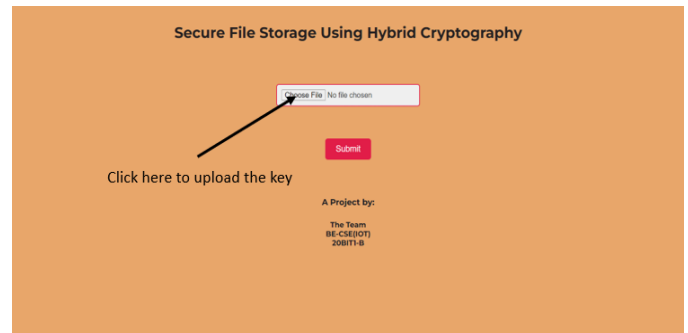 Secure File Storage Using Hybrid Cryptography
Choose File No file chosen
Submit
Click here to upload the key
A Project by:
The Team
BE-CSE(IOT)
20BIT1-B